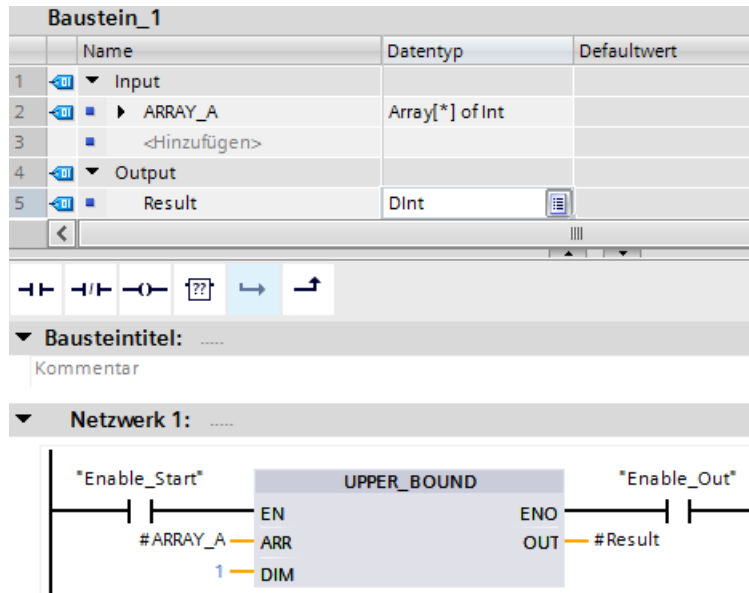 Baustein_1
Name Datentyp Defaultwert
1 Input
2 ARRAY_A Array[*] of Int
3 <Hinzufügen>
4 Output
5 Result DInt
??
Bausteintitel: .....
Kommentar
Netzwerk 1: .....
"Enable_Start" UPPER_BOUND "Enable_Out"
EN ENO
#ARRAY_A ARR OUT #Result
1 DIM